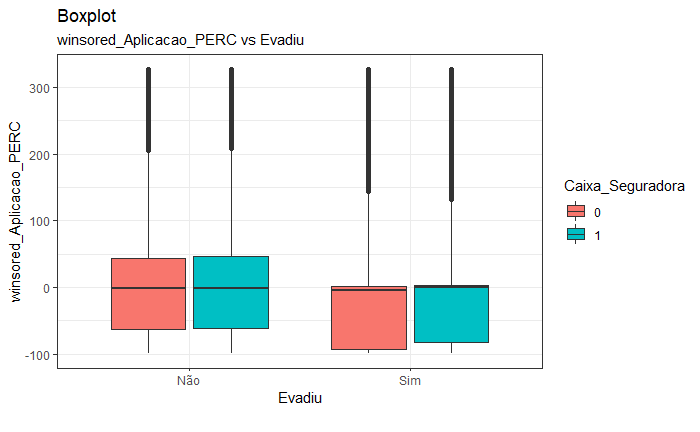 Boxplot
winsored_Aplicacao_PERC vs Evadiu
winsored_Aplicacao_PERC
300
200
100
0
-100
Não
Sim
Evadiu
Caixa_Seguradora
0
1